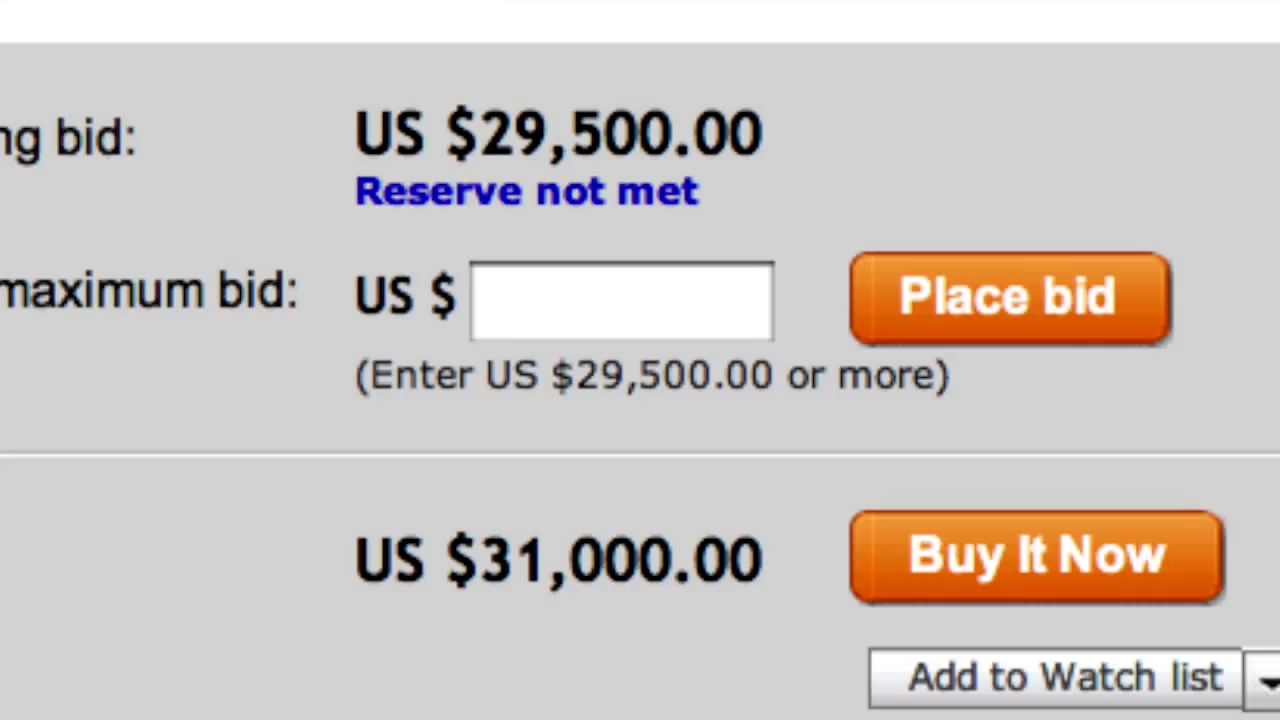 ng bid:
US $29,500.00
Reserve not met
maximum bid:
US $
Place bid
(Enter US $29,500.00 or more)
US $31,000.00
Buy It Now
Add to Watch list